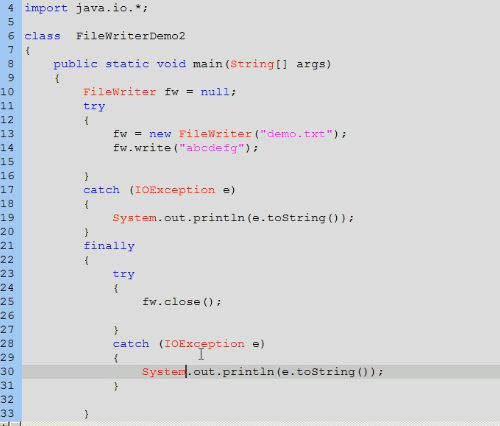 4 import java.io.*;
5
6 class  FileWriterDemo2
7 {
8     public static void main(String[] args)
9     {
10         FileWriter fw = null;
11         try
12         {
13             fw = new FileWriter("demo.txt");
14             fw.write("abcdefg");
15
16         }
17         catch (IOException e)
18         {
19             System.out.println(e.toString());
20         }
21         finally
22         {
23             try
24             {
25                 fw.close();
26
27             }
28             catch (IOException e)
29             {
30                 System.out.println(e.toString());
31             }
32
33         }